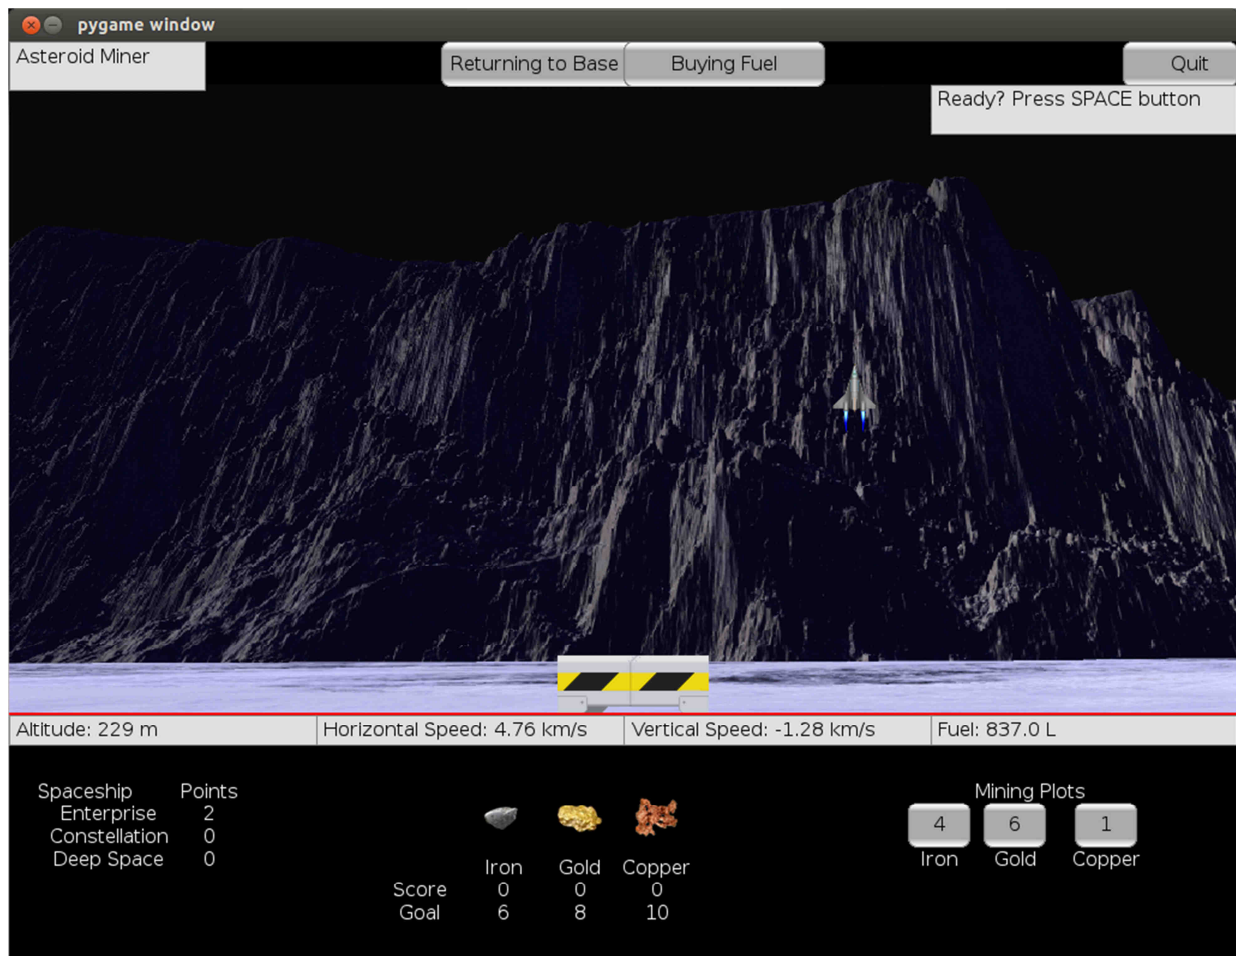 pygame window
Asteroid Miner
Returning to Base
Buying Fuel
Quit
Ready? Press SPACE button
Altitude: 229 m
Horizontal Speed: 4.76 km/s
Vertical Speed: -1.28 km/s
Fuel: 837.0 L
Spaceship Points
Enterprise 2
Constellation 0
Deep Space 0
Iron Gold Copper
Score 0 0 0
Goal 6 8 10
Mining Plots
4 6 1
Iron Gold Copper